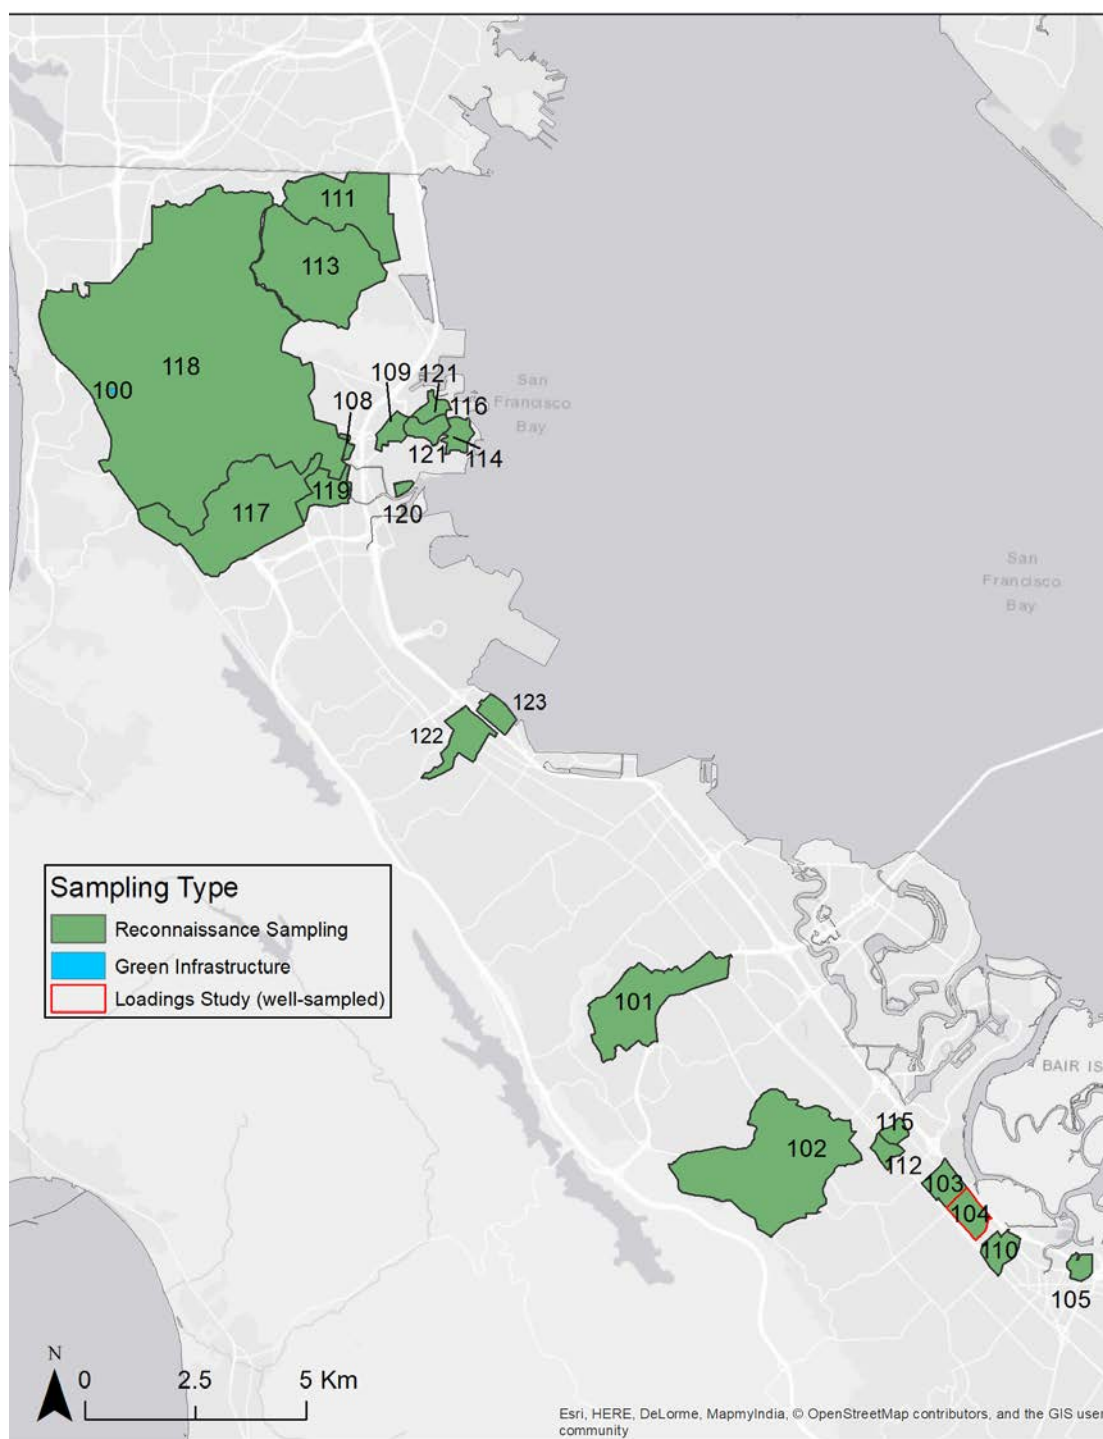 111
113
118
100
109
121
108
116
121
114
119
117
120
San
Francisco
Bay
San
Francisco
Bay
123
122
Sampling Type
Reconnaissance Sampling
Green Infrastructure
Loadings Study (well-sampled)
101
BAIR IS
102
115
112
103
104
110
105
N
0 2.5 5 Km
Esri, HERE, DeLorme, MapmyIndia, © OpenStreetMap contributors, and the GIS user
community